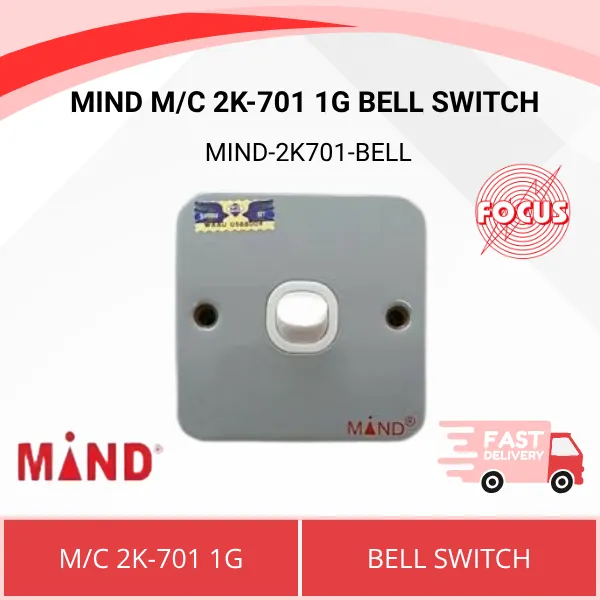 MIND M/C 2K-701 1G BELL SWITCH
MIND-2K701-BELL
FOCUS
MIND®
MIND®
FAST
DELIVERY
M/C 2K-701 1G
BELL SWITCH